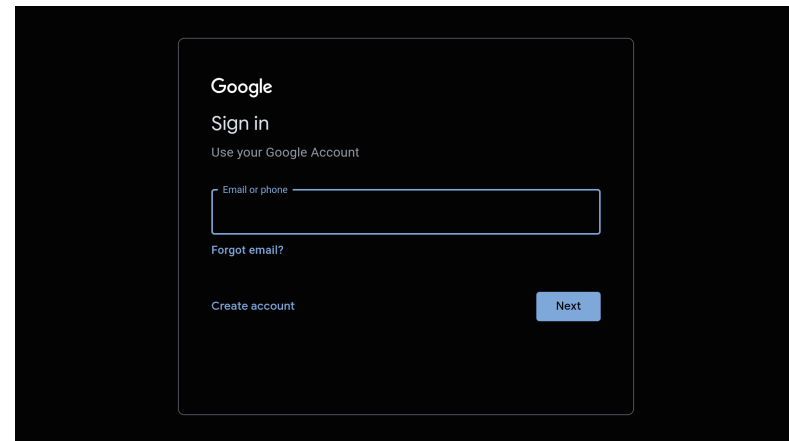 Google
Sign in
Use your Google Account
Email or phone
Forgot email?
Create account
Next